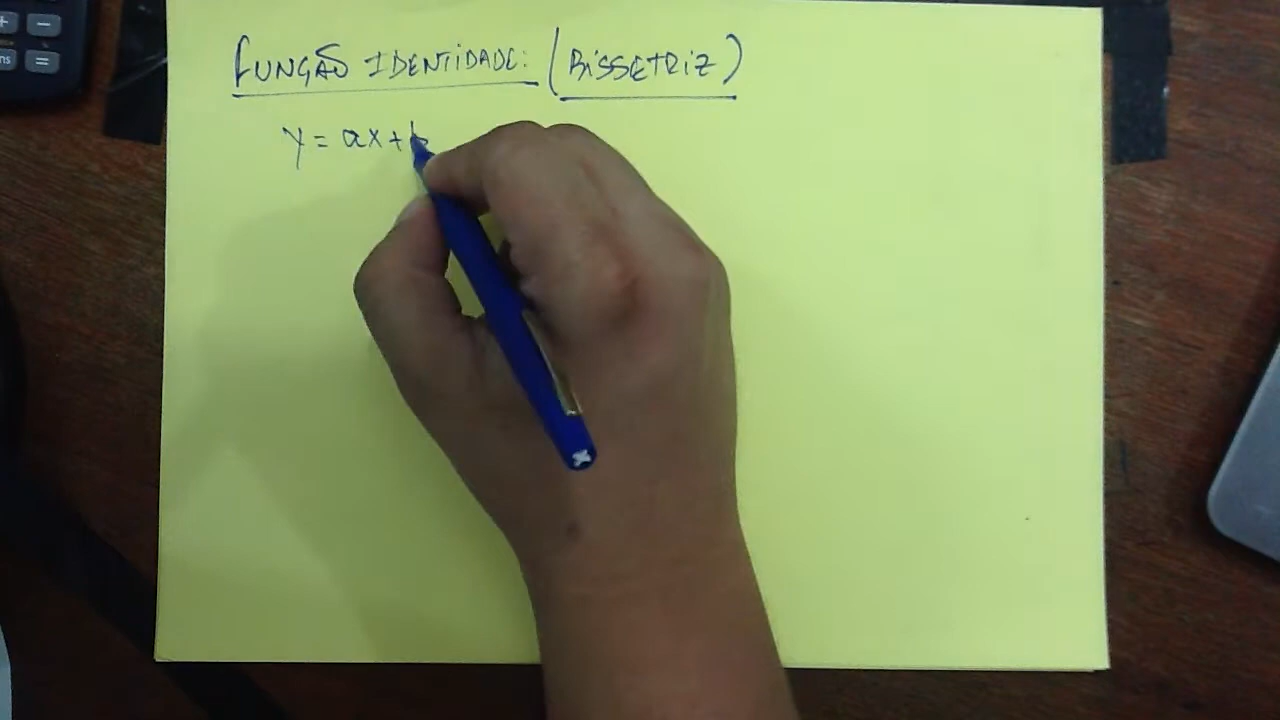 FUNÇÃO IDENTIDADE: (BISSETRIZ)
y = ax + b